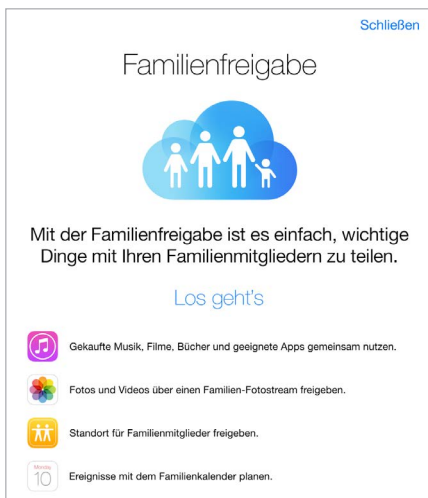 Schließen
Familienfreigabe
Mit der Familienfreigabe ist es einfach, wichtige
Dinge mit Ihren Familienmitgliedern zu teilen.
Los geht's
Gekaufte Musik, Filme, Bücher und geeignete Apps gemeinsam nutzen.
Fotos und Videos über einen Familien-Fotostream freigeben.
Standort für Familienmitglieder freigeben.
Monday
10
Ereignisse mit dem Familienkalender planen.